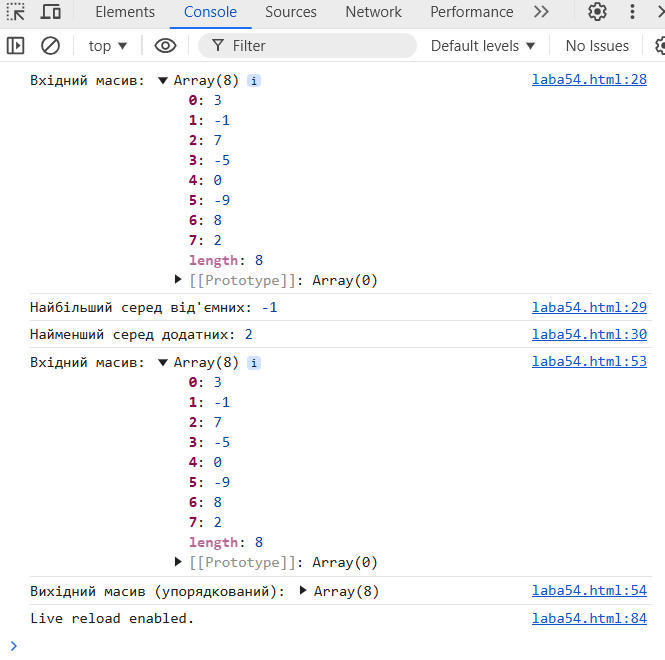 Elements Console Sources Network Performance
top Filter Default levels ▼ No Issues
Вхідний масив: ▼ Array(8) i laba54.html:28
0: 3
1: -1
2: 7
3: -5
4: 0
5: -9
6: 8
7: 2
length: 8
▶ [[Prototype]]: Array(0)
Найбільший серед від'ємних: -1 laba54.html:29
Найменший серед додатних: 2 laba54.html:30
Вхідний масив: ▼ Array(8) i laba54.html:53
0: 3
1: -1
2: 7
3: -5
4: 0
5: -9
6: 8
7: 2
length: 8
▶ [[Prototype]]: Array(0)
Вихідний масив (упорядкований): ▶ Array(8) laba54.html:54
Live reload enabled. laba54.html:84